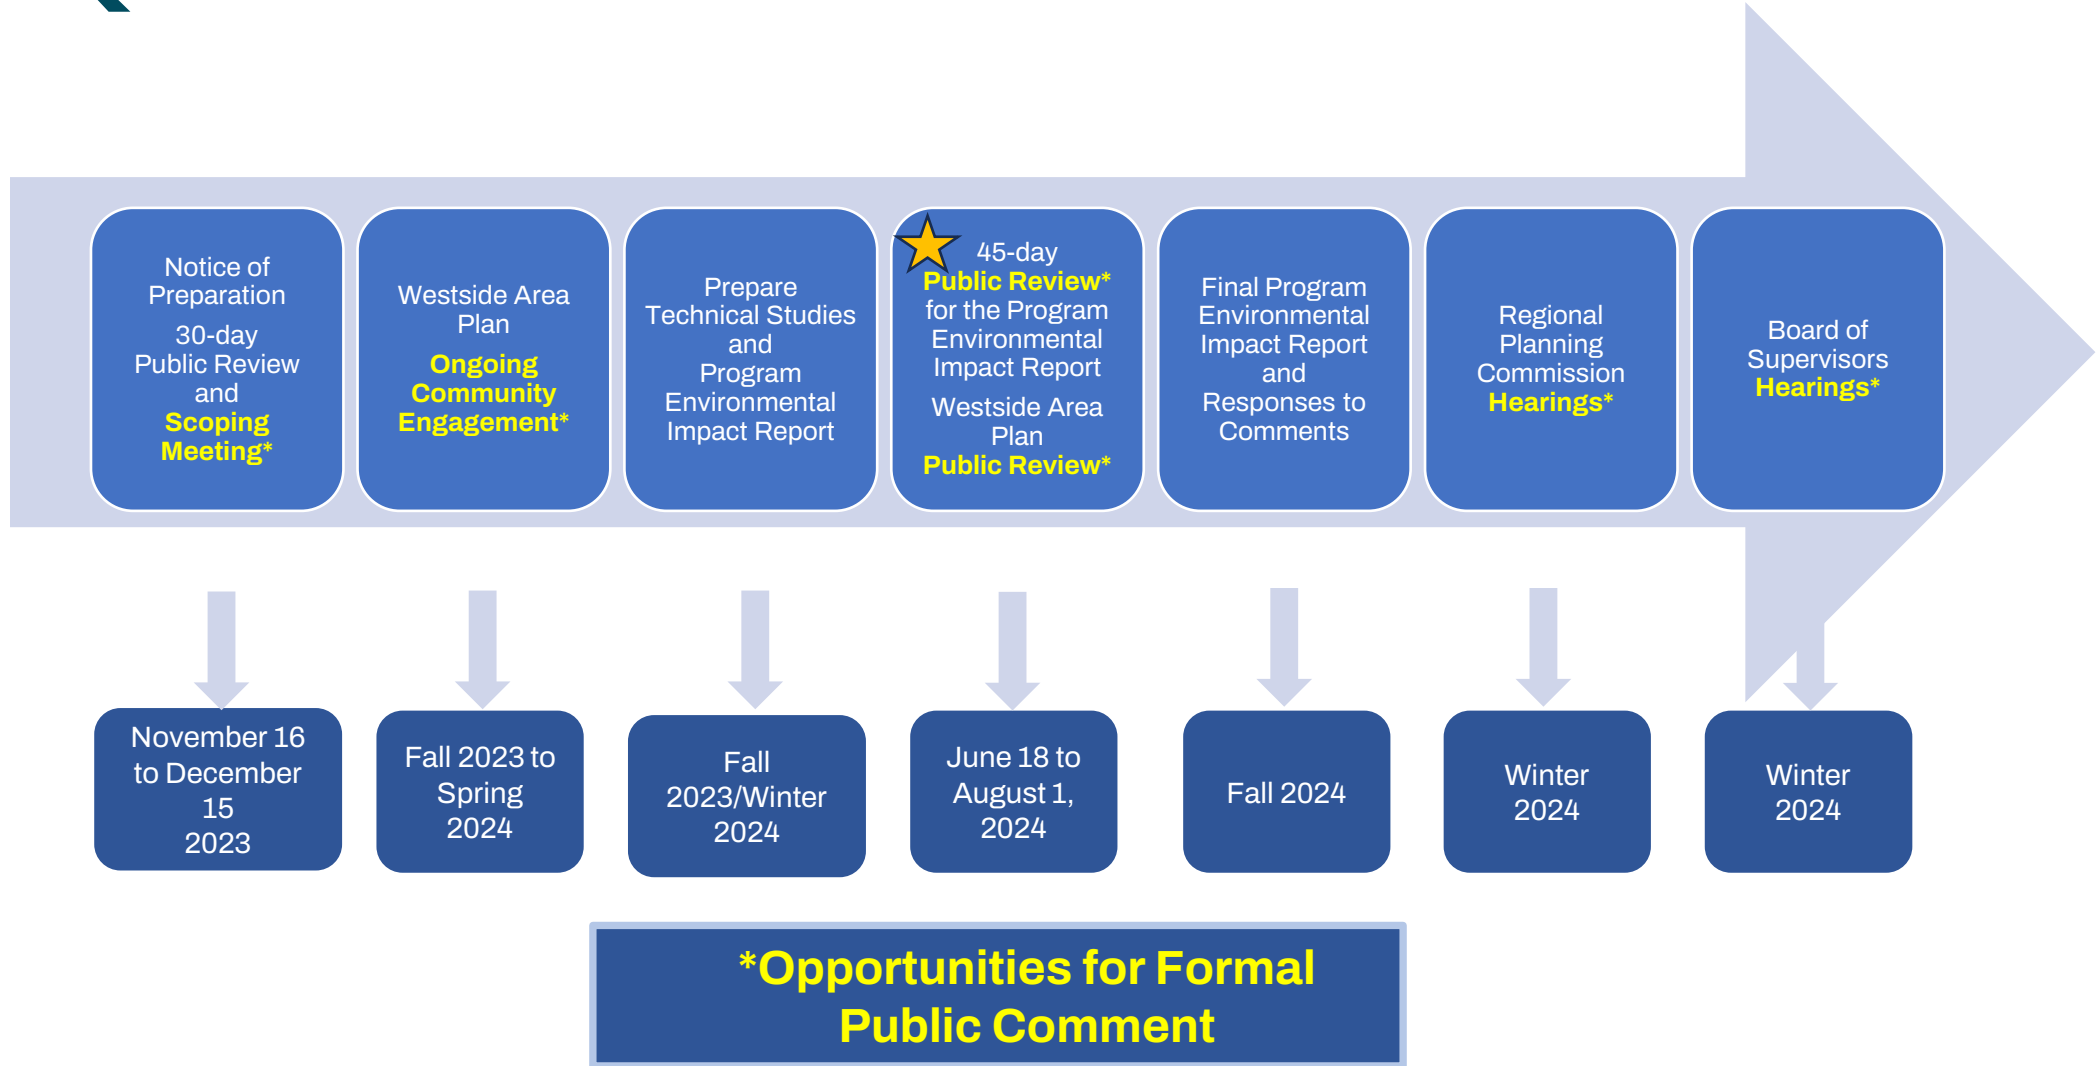 Notice of
Preparation
30-day
Public Review
and
Scoping
Meeting*
Westside Area
Plan
Ongoing
Community
Engagement*
Prepare
Technical Studies
and
Program
Environmental
Impact Report
45-day
Public Review*
for the Program
Environmental
Impact Report
Westside Area
Plan
Public Review*
Final Program
Environmental
Impact Report
and
Responses to
Comments
Regional
Planning
Commission
Hearings*
Board of
Supervisors
Hearings*
November 16
to December
15
2023
Fall 2023 to
Spring
2024
Fall
2023/Winter
2024
June 18 to
August 1,
2024
Fall 2024
Winter
2024
Winter
2024
*Opportunities for Formal
Public Comment